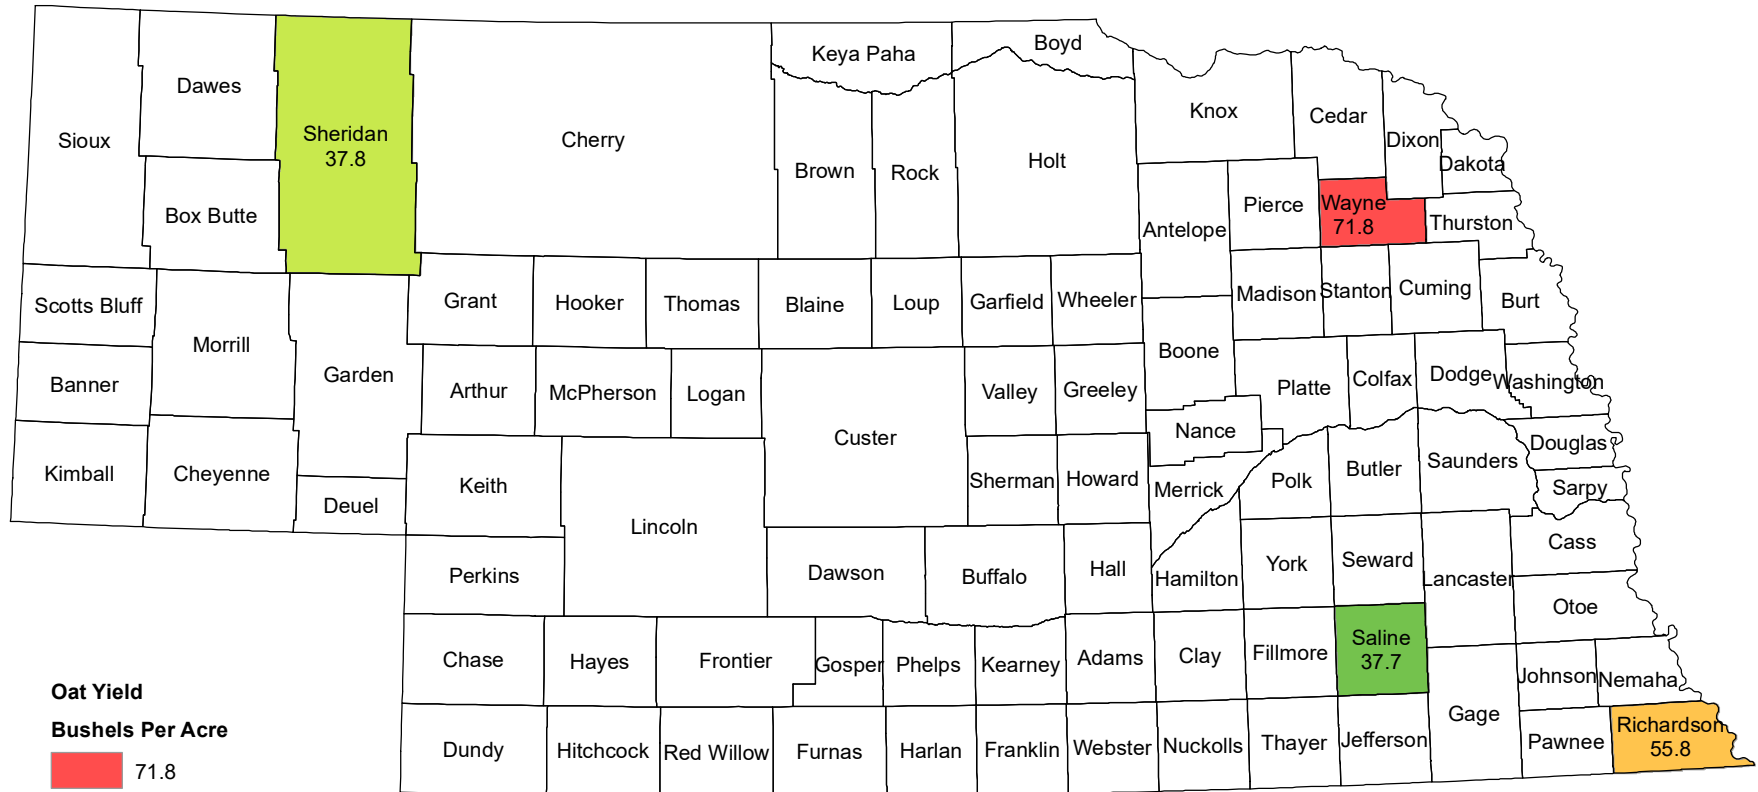 Keya Paha
Boyd
Dawes
Sioux
Sheridan
37.8
Cherry
Brown
Rock
Holt
Knox
Cedar
Dixon
Dakota
Box Butte
Antelope
Pierce
Wayne
71.8
Thurston
Scotts Bluff
Morrill
Garden
Grant
Hooker
Thomas
Blaine
Loup
Garfield
Wheeler
Madison
Stanton
Cuming
Burt
Banner
Arthur
McPherson
Logan
Custer
Valley
Greeley
Boone
Platte
Colfax
Dodge
Washington
Kimball
Cheyenne
Deuel
Keith
Lincoln
Sherman
Howard
Nance
Merrick
Polk
Butler
Saunders
Douglas
Sarpy
Perkins
Dawson
Buffalo
Hall
Hamilton
York
Seward
Lancaster
Cass
Otoe
Chase
Hayes
Frontier
Gosper
Phelps
Kearney
Adams
Clay
Fillmore
Saline
37.7
Johnson
Nemaha
Dundy
Hitchcock
Red Willow
Furnas
Harlan
Franklin
Webster
Nuckolls
Thayer
Jefferson
Gage
Pawnee
Richardson
55.8
Oat Yield
Bushels Per Acre
71.8